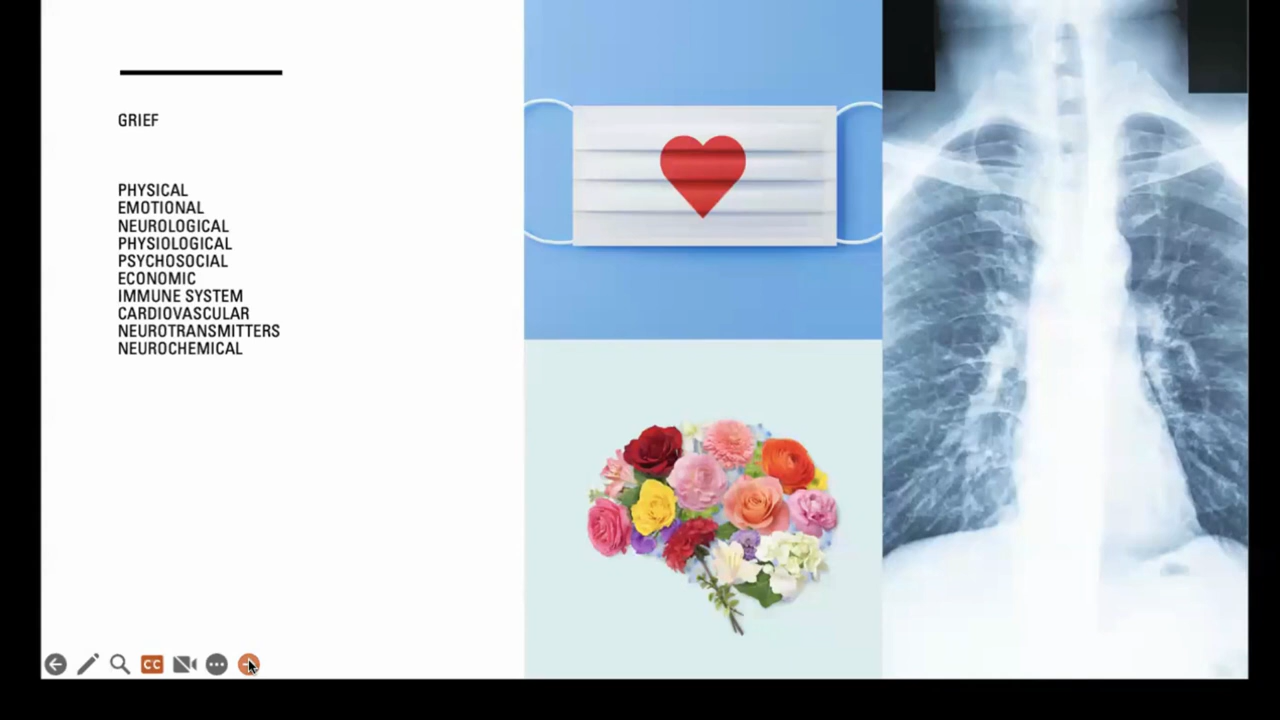 GRIEF
PHYSICAL
EMOTIONAL
NEUROLOGICAL
PHYSIOLOGICAL
PSYCHOSOCIAL
ECONOMIC
IMMUNE SYSTEM
CARDIOVASCULAR
NEUROTRANSMITTERS
NEUROCHEMICAL
CC